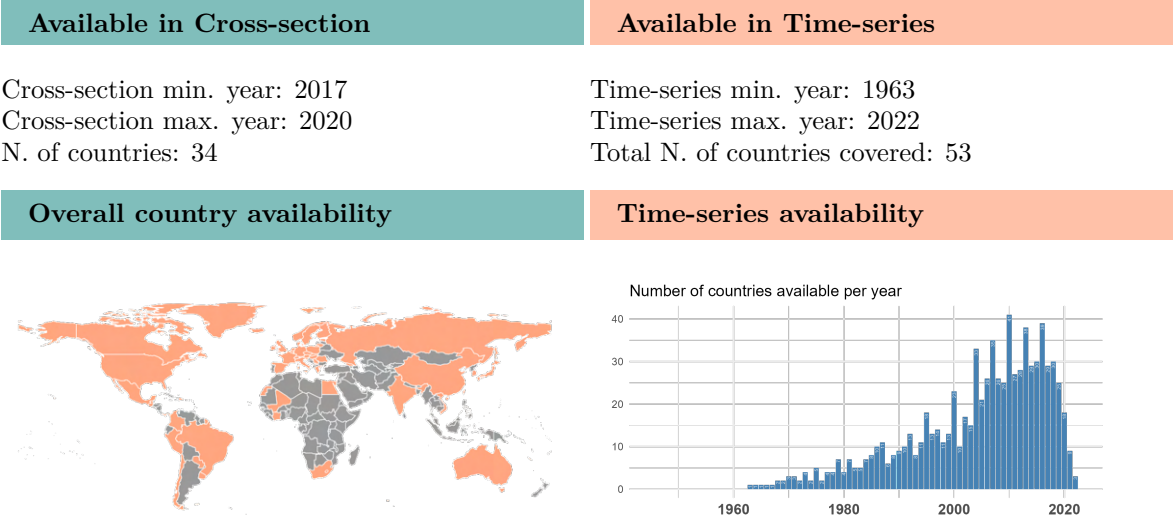 Available in Cross-section
Cross-section min. year: 2017
Cross-section max. year: 2020
N. of countries: 34
Available in Time-series
Time-series min. year: 1963
Time-series max. year: 2022
Total N. of countries covered: 53
Overall country availability
Time-series availability
Number of countries available per year
40
30
20
10
0
1960 1980 2000 2020